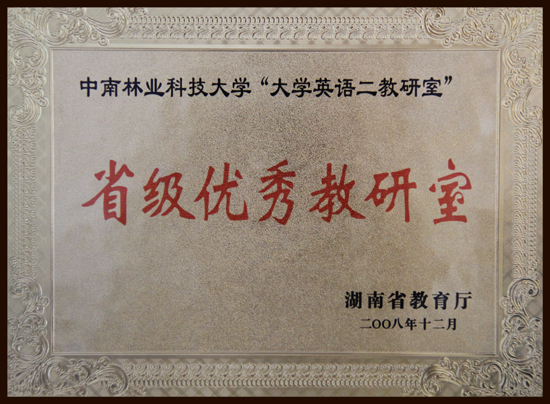 中南林业科技大学“大学英语二教研室”
省级优秀教研室
湖南省教育厅
二〇〇八年十二月